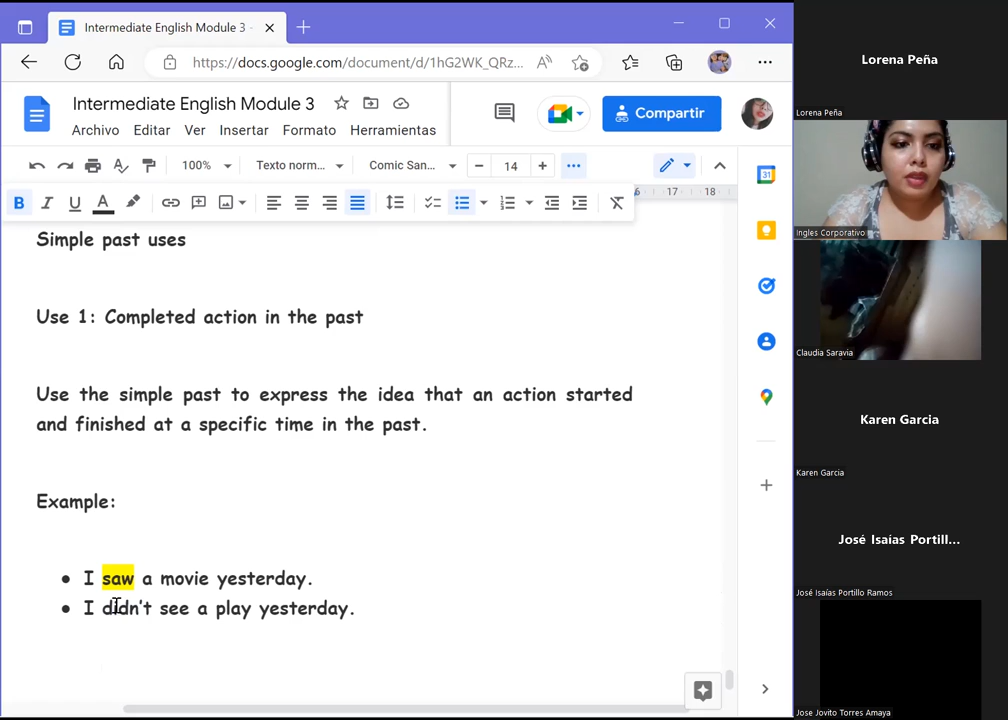 Intermediate English Module 3 -
https://docs.google.com/document/d/1hG2WK_QRz...
Intermediate English Module 3
Archivo Editar Ver Insertar Formato Herramientas
Compartir
100% Texto norm... Comic San... - 14 +
B I U A
17 18
31
Simple past uses
Use 1: Completed action in the past
Use the simple past to express the idea that an action started
and finished at a specific time in the past.
Example:
• I saw a movie yesterday.
• I didn't see a play yesterday.
Lorena Peña
Lorena Peña
Ingles Corporativo
Claudia Saravia
Karen Garcia
Karen Garcia
José Isaías Portill...
José Isaías Portillo Ramos
Jose Jovito Torres Amaya